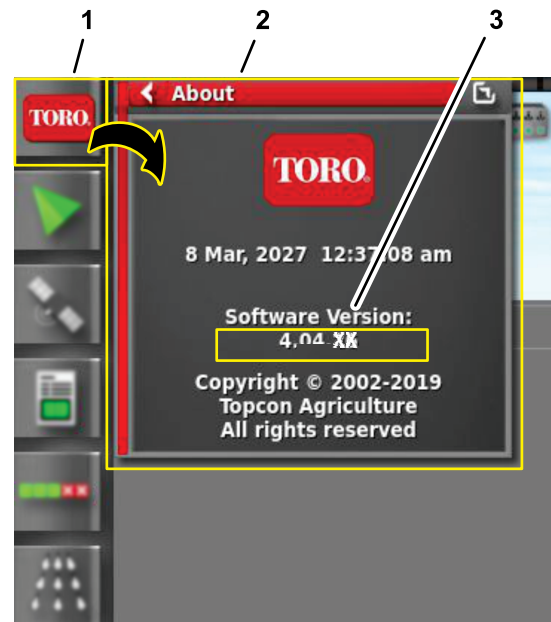 1 2 3
TORO.
About
TORO.
8 Mar, 2027 12:37:08 am
Software Version:
4.04.XX
Copyright © 2002-2019
Topcon Agriculture
All rights reserved